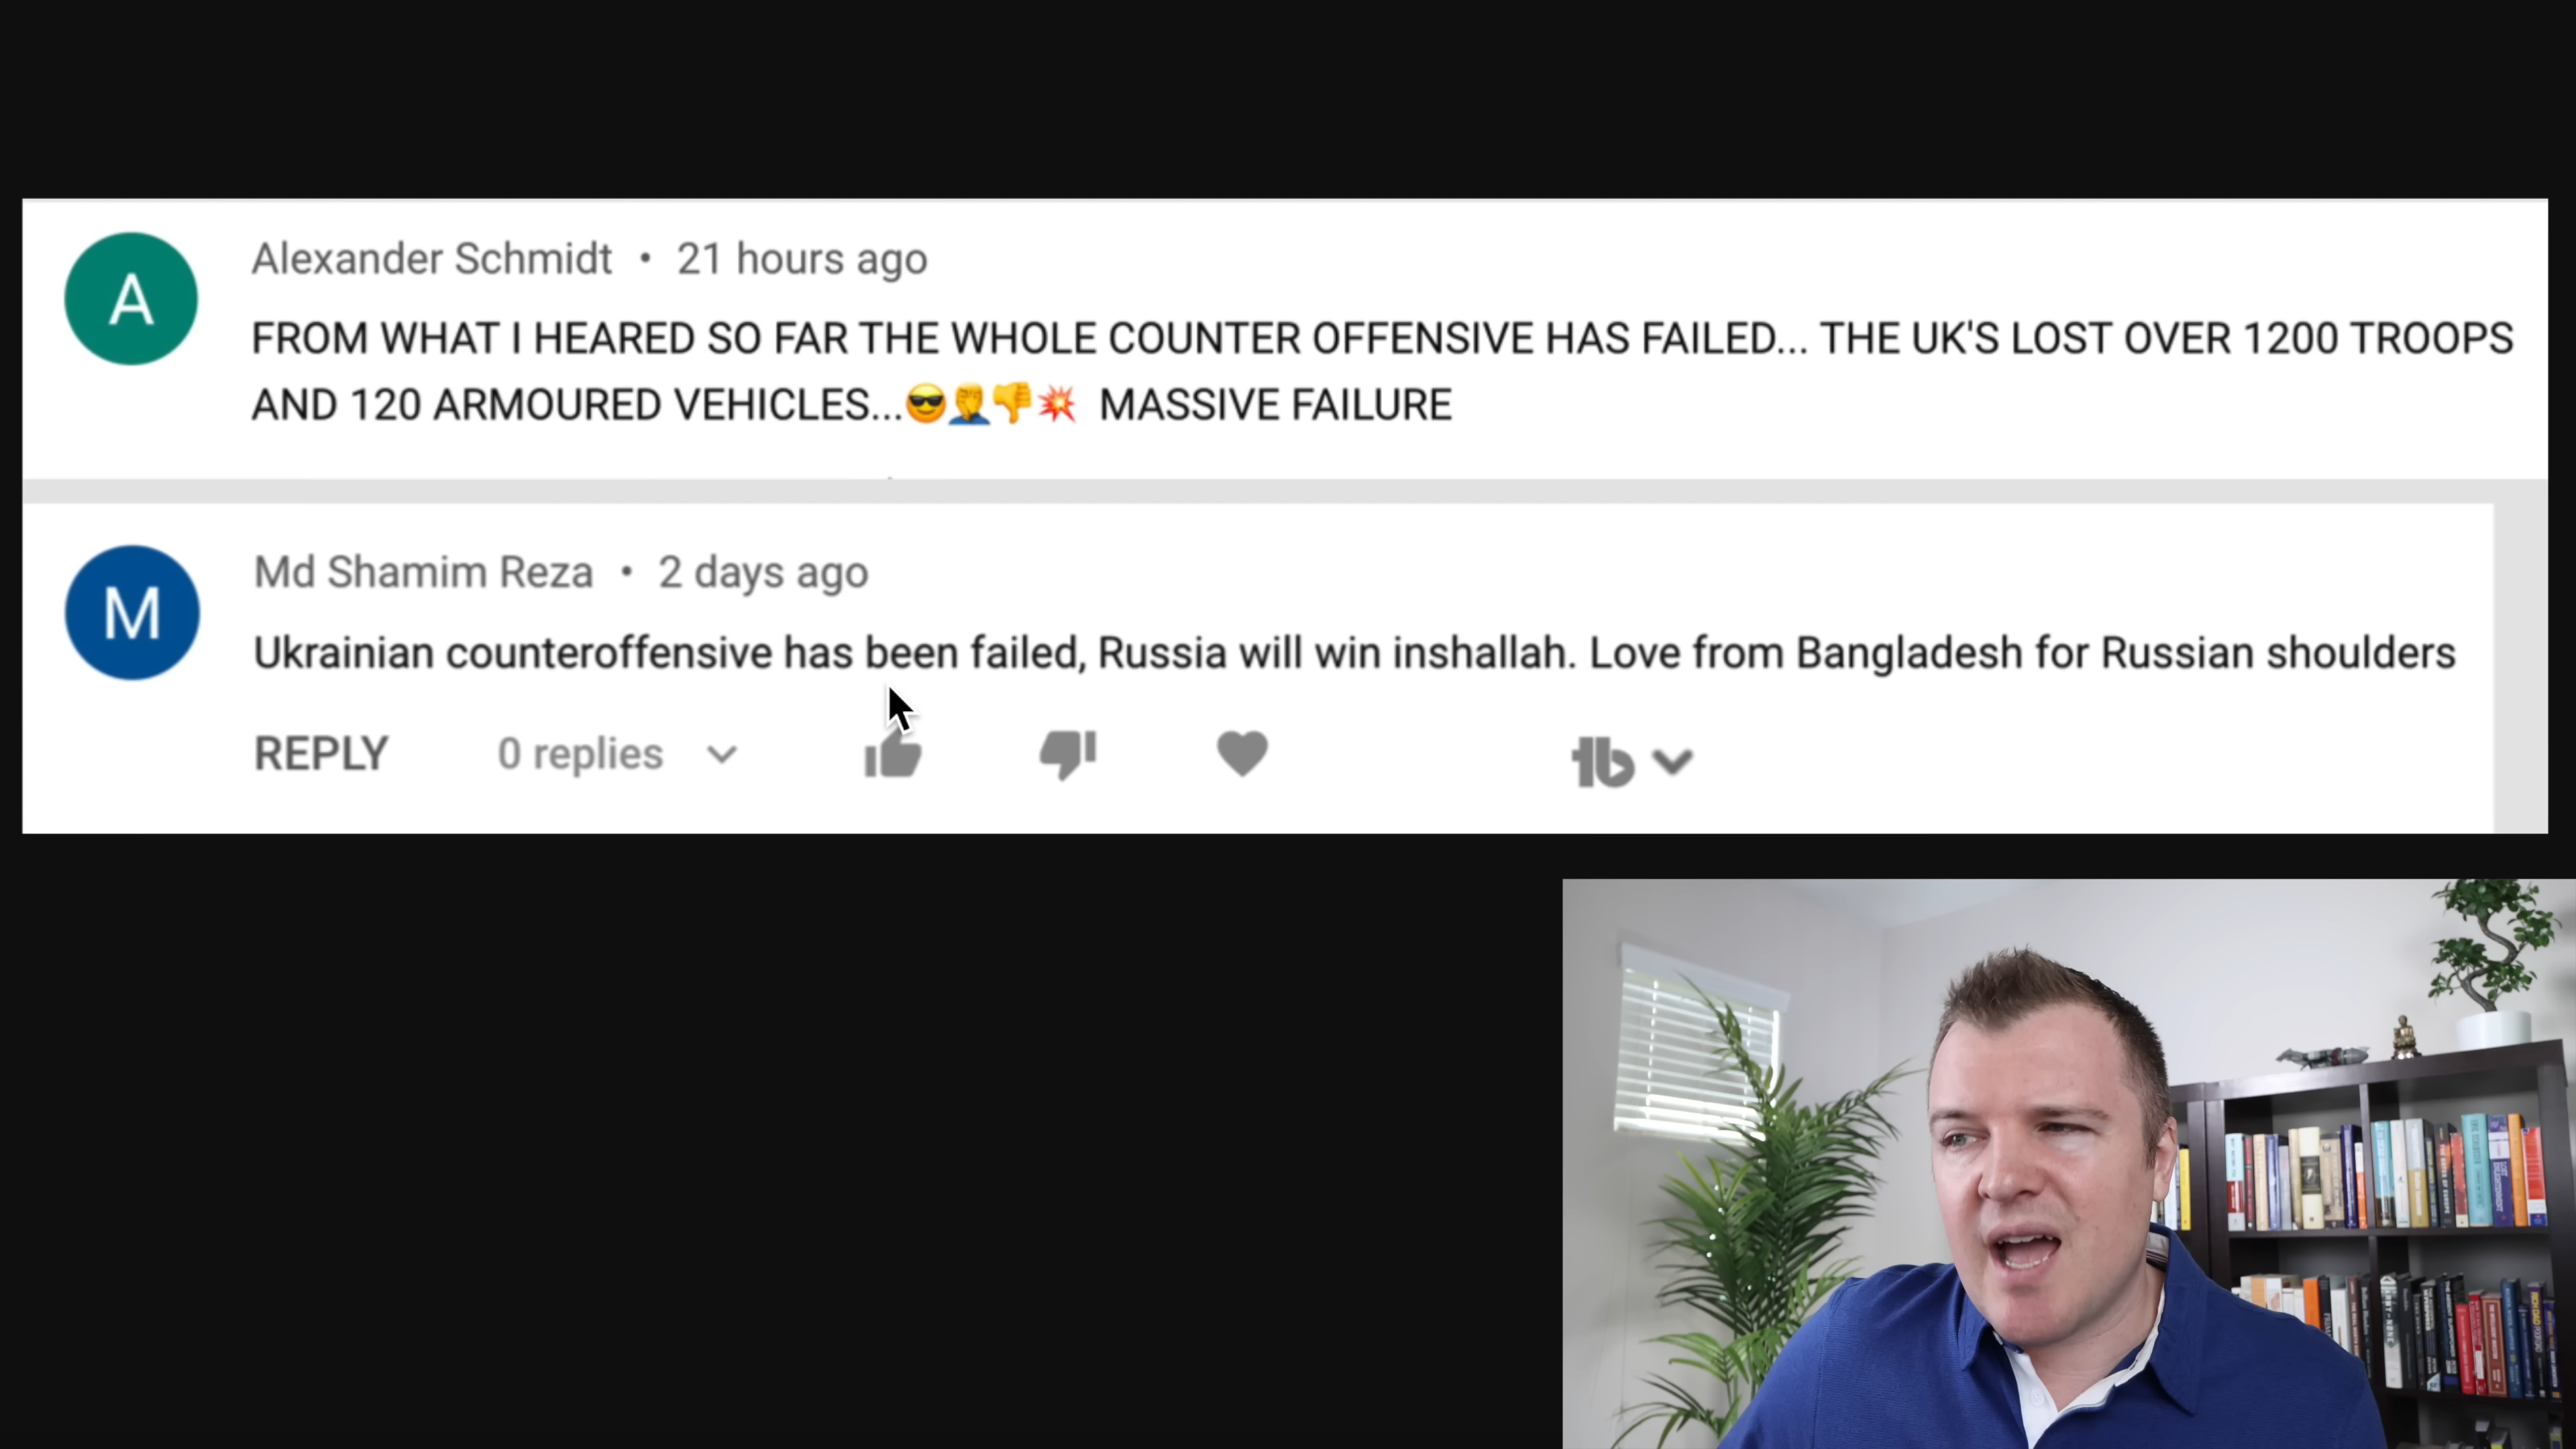 A
Alexander Schmidt • 21 hours ago
FROM WHAT I HEARED SO FAR THE WHOLE COUNTER OFFENSIVE HAS FAILED... THE UK'S LOST OVER 1200 TROOPS
AND 120 ARMOURED VEHICLES...😎🤦‍♂️👎💥 MASSIVE FAILURE
M
Md Shamim Reza • 2 days ago
Ukrainian counteroffensive has been failed, Russia will win inshallah. Love from Bangladesh for Russian shoulders
REPLY 0 replies tb